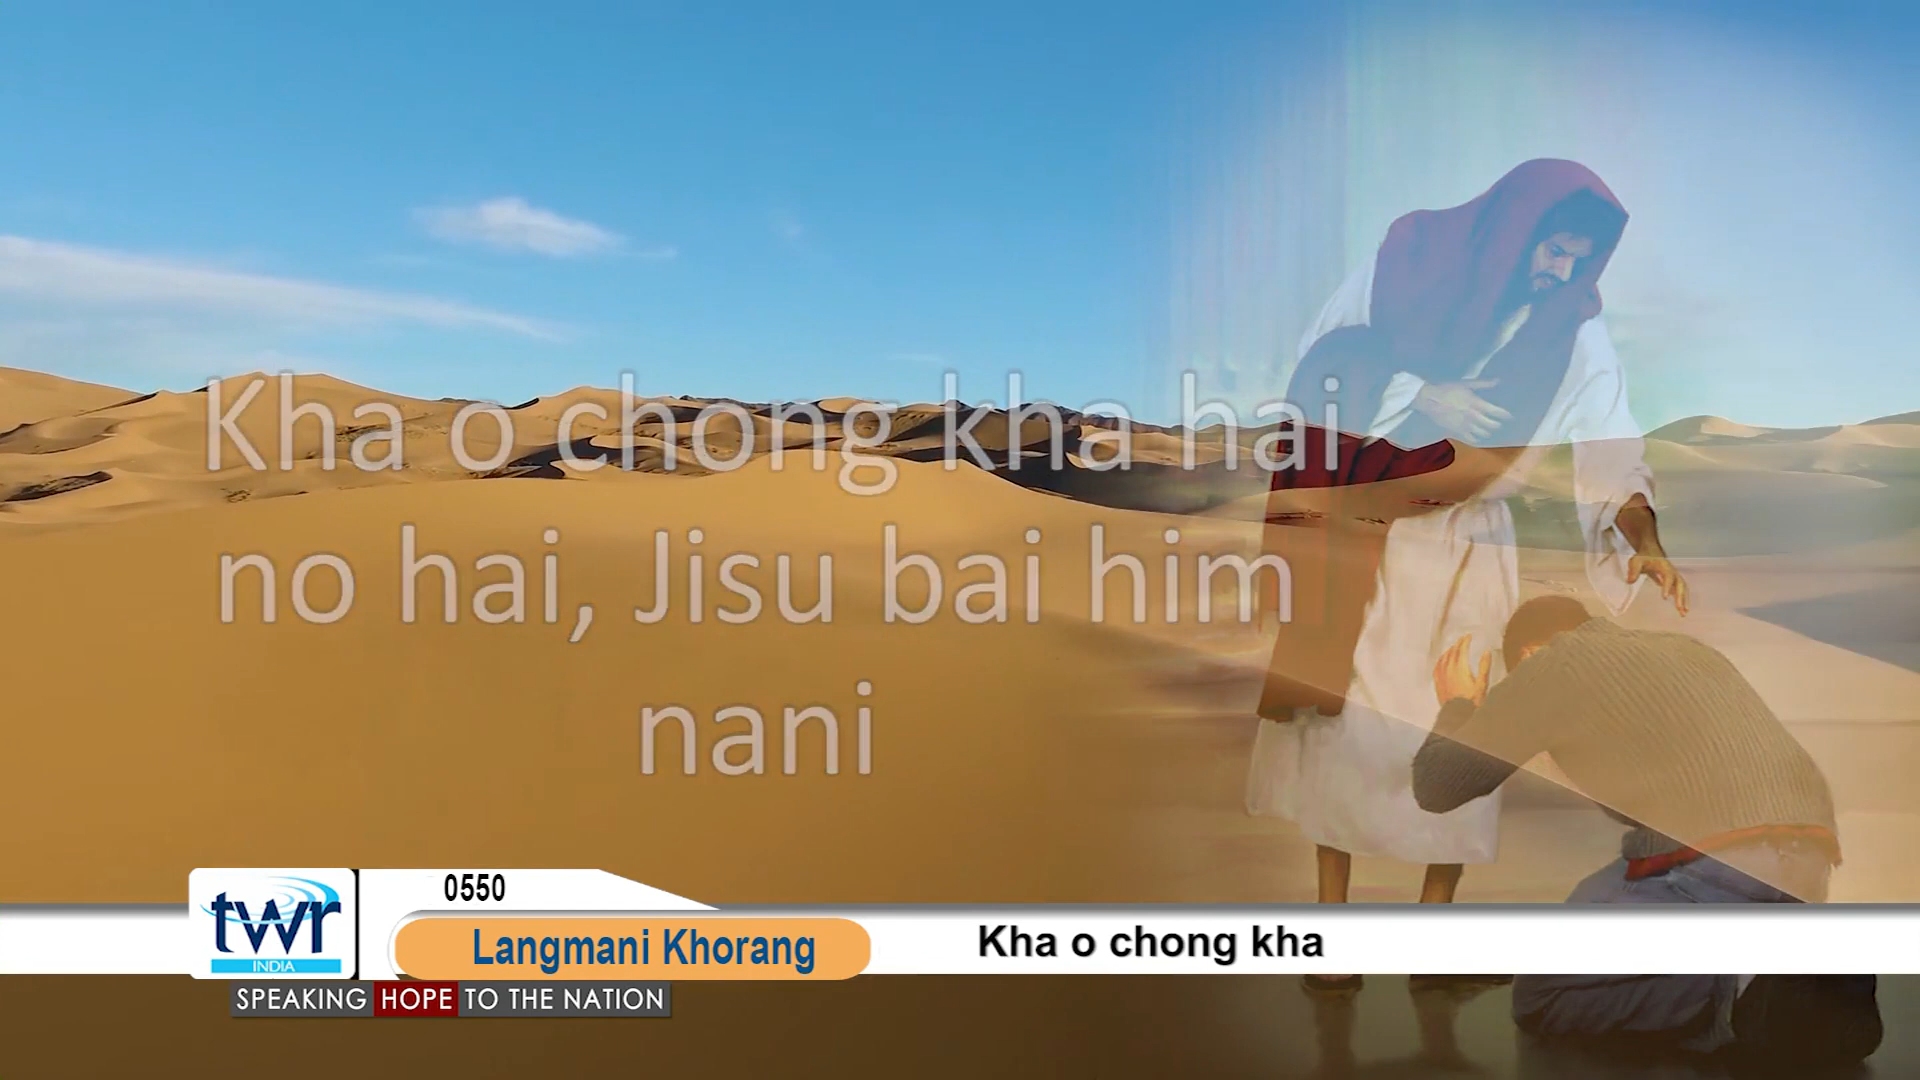 Kha o chong kha hai
no hai, Jisu bai him
nani
0550
twr
INDIA
Langmani Khorang
Kha o chong kha
SPEAKING HOPE TO THE NATION